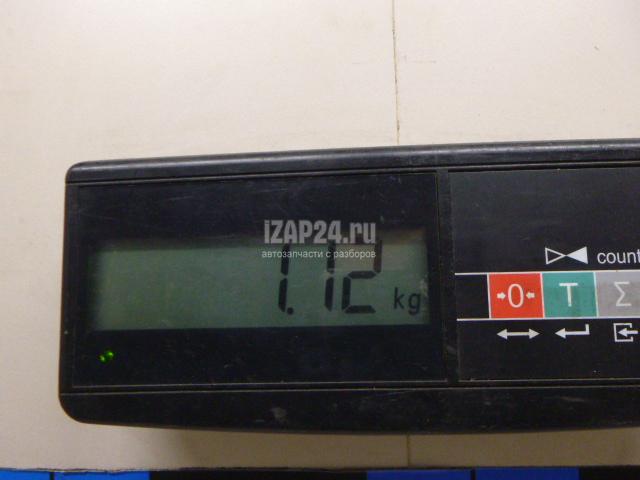 iZAP24.ru
автозапчасти с разборов
1.12 kg
count
→0← T Σ